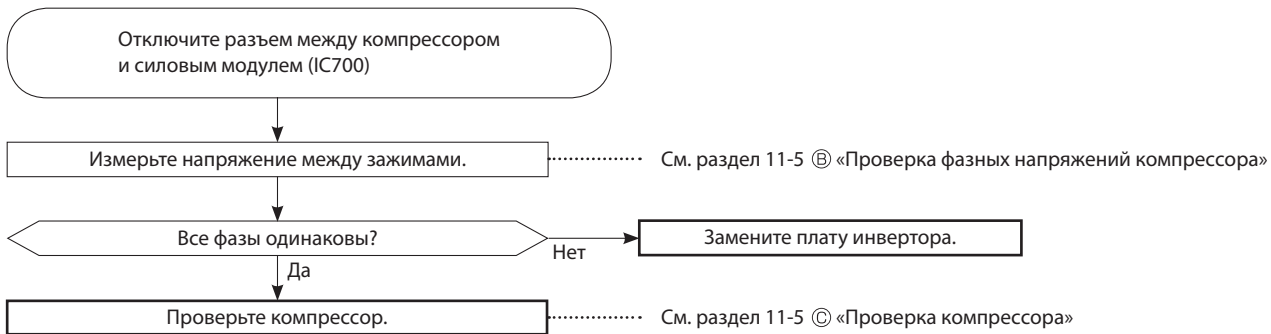 Отключите разъем между компрессором
и силовым модулем (IC700)
Измерьте напряжение между зажимами.
См. раздел 11-5 Ⓑ «Проверка фазных напряжений компрессора»
Все фазы одинаковы?
Нет
Замените плату инвертора.
Да
Проверьте компрессор.
См. раздел 11-5 Ⓒ «Проверка компрессора»